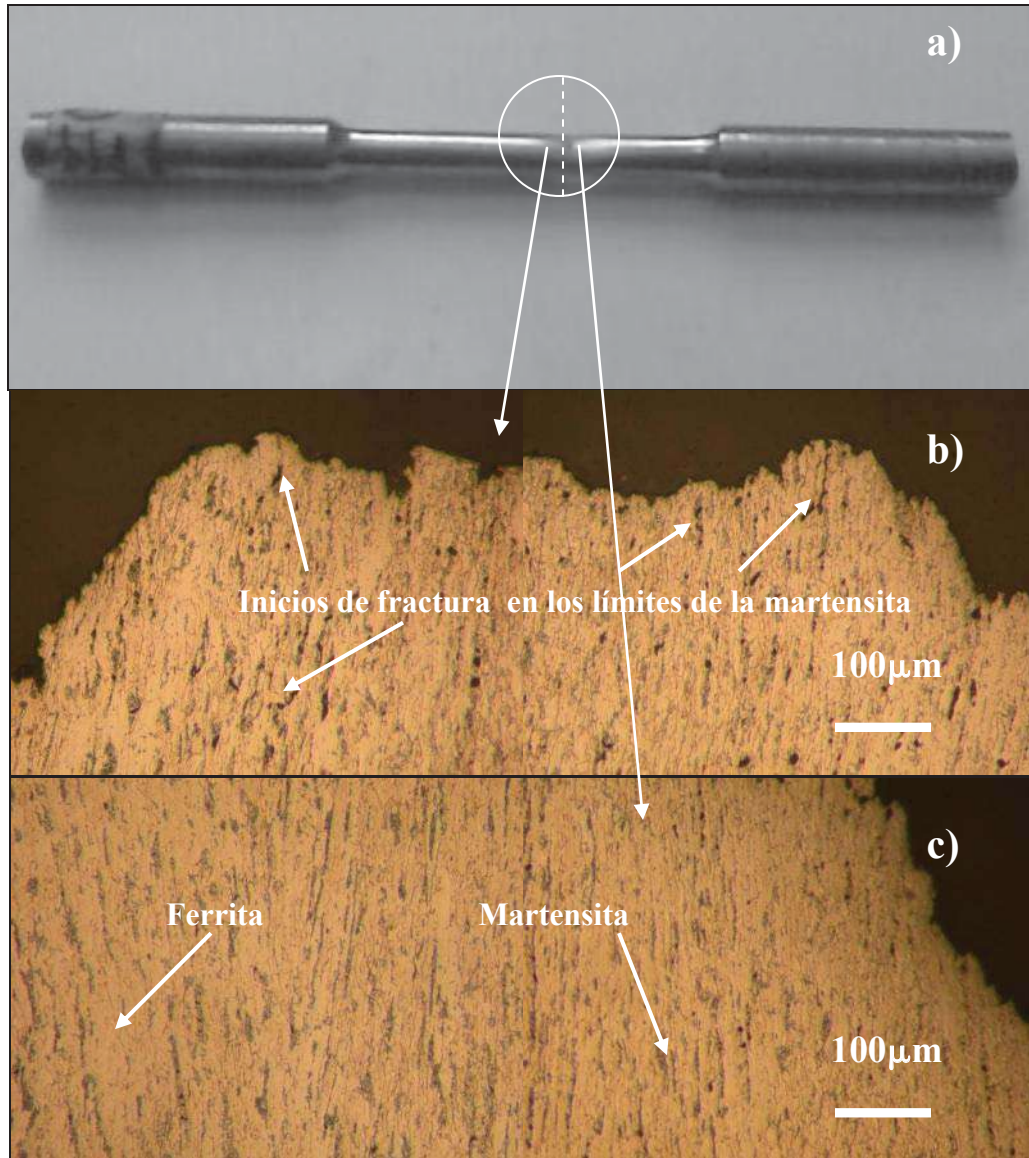 a)
b)
Inicios de fractura en los límites de la martensita
100µm
c)
Ferrita
Martensita
100µm